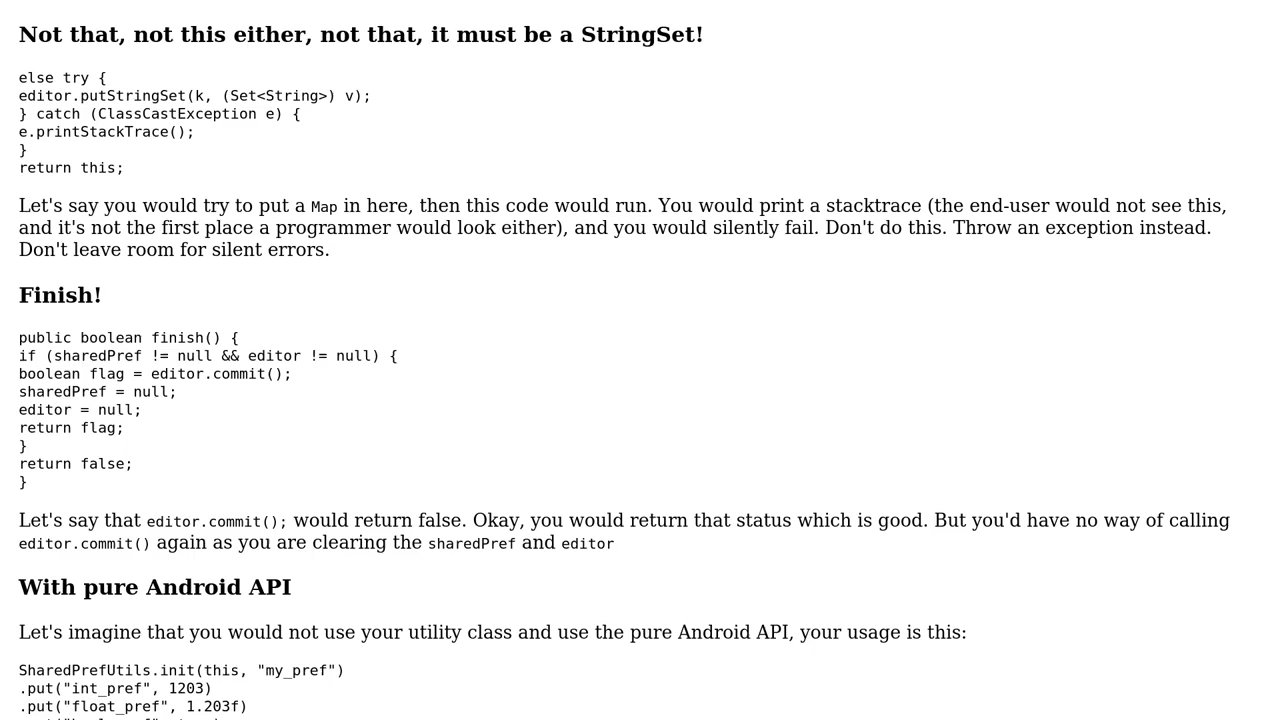 Not that, not this either, not that, it must be a StringSet!
else try {
editor.putStringSet(k, (Set<String>) v);
} catch (ClassCastException e) {
e.printStackTrace();
}
return this;
Let's say you would try to put a Map in here, then this code would run. You would print a stacktrace (the end-user would not see this,
and it's not the first place a programmer would look either), and you would silently fail. Don't do this. Throw an exception instead.
Don't leave room for silent errors.
Finish!
public boolean finish() {
if (sharedPref != null && editor != null) {
boolean flag = editor.commit();
sharedPref = null;
editor = null;
return flag;
}
return false;
}
Let's say that editor.commit(); would return false. Okay, you would return that status which is good. But you'd have no way of calling
editor.commit() again as you are clearing the sharedPref and editor
With pure Android API
Let's imagine that you would not use your utility class and use the pure Android API, your usage is this:
SharedPrefUtils.init(this, "my_pref")
.put("int_pref", 1203)
.put("float_pref", 1.203f)